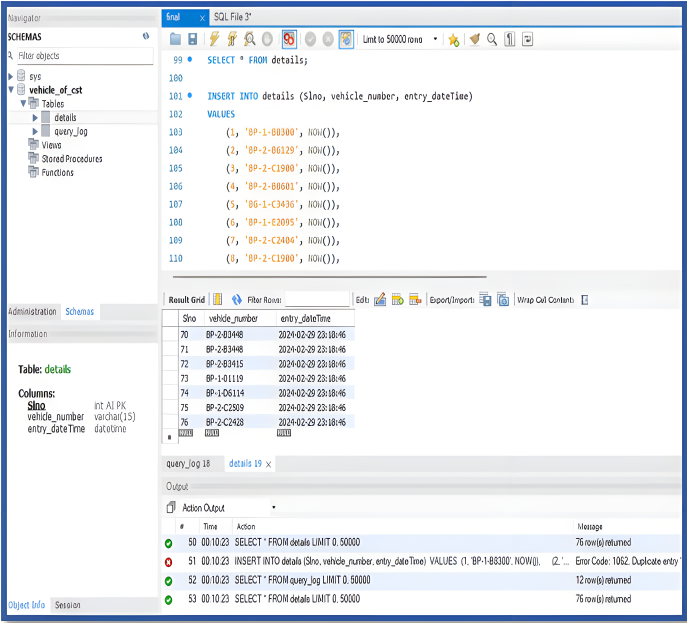 Navigator
SCHEMAS
Filter objects
sys
vehicle_of_cst
Tables
details
query_log
Views
Stored Procedures
Functions
Administration Schemas
Information
Table: details
Columns:
Slno int AI PK
vehicle_number varchar(15)
entry_dateTime datetime
Object Info Session
final x SQL File 3*
Limit to 50000 rows
99 SELECT * FROM details;
100
101 INSERT INTO details (Slno, vehicle_number, entry_dateTime)
102 VALUES
103 (1, 'BP-1-B8300', NOW()),
104 (2, 'BP-2-B6129', NOW()),
105 (3, 'BP-2-C1900', NOW()),
106 (4, 'BP-2-B8601', NOW()),
107 (5, 'BG-1-C3436', NOW()),
108 (6, 'BP-1-E2095', NOW()),
109 (7, 'BP-2-C2404', NOW()),
110 (8, 'BP-2-C1900', NOW()),
Result Grid Filter Rows: Edit: Export/Import: Wrap Cell Content:
Slno vehicle_number entry_dateTime
70 BP-2-B3448 2024-02-29 23:18:46
71 BP-2-B3448 2024-02-29 23:18:46
72 BP-2-B3415 2024-02-29 23:18:46
73 BP-1-01119 2024-02-29 23:18:46
74 BP-1-D6114 2024-02-29 23:18:46
75 BP-2-C2509 2024-02-29 23:18:46
76 BP-2-C2428 2024-02-29 23:18:46
NULL NULL NULL
query_log 18 details 19 x
Output
Action Output
# Time Action Message
50 00:10:23 SELECT * FROM details LIMIT 0, 50000 76 row(s) returned
51 00:10:23 INSERT INTO details (Slno, vehicle_number, entry_dateTime) VALUES (1, 'BP-1-B8300', NOW()), (2, '... Error Code: 1062. Duplicate entry '
52 00:10:23 SELECT * FROM query_log LIMIT 0, 50000 12 row(s) returned
53 00:10:23 SELECT * FROM details LIMIT 0, 50000 76 row(s) returned